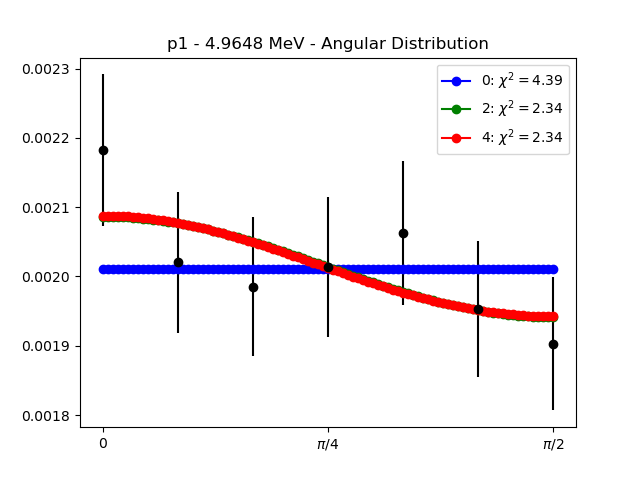 p1 - 4.9648 MeV - Angular Distribution
0.0023
0.0022
0.0021
0.0020
0.0019
0.0018
0: χ² = 4.39
2: χ² = 2.34
4: χ² = 2.34
0
π/4
π/2